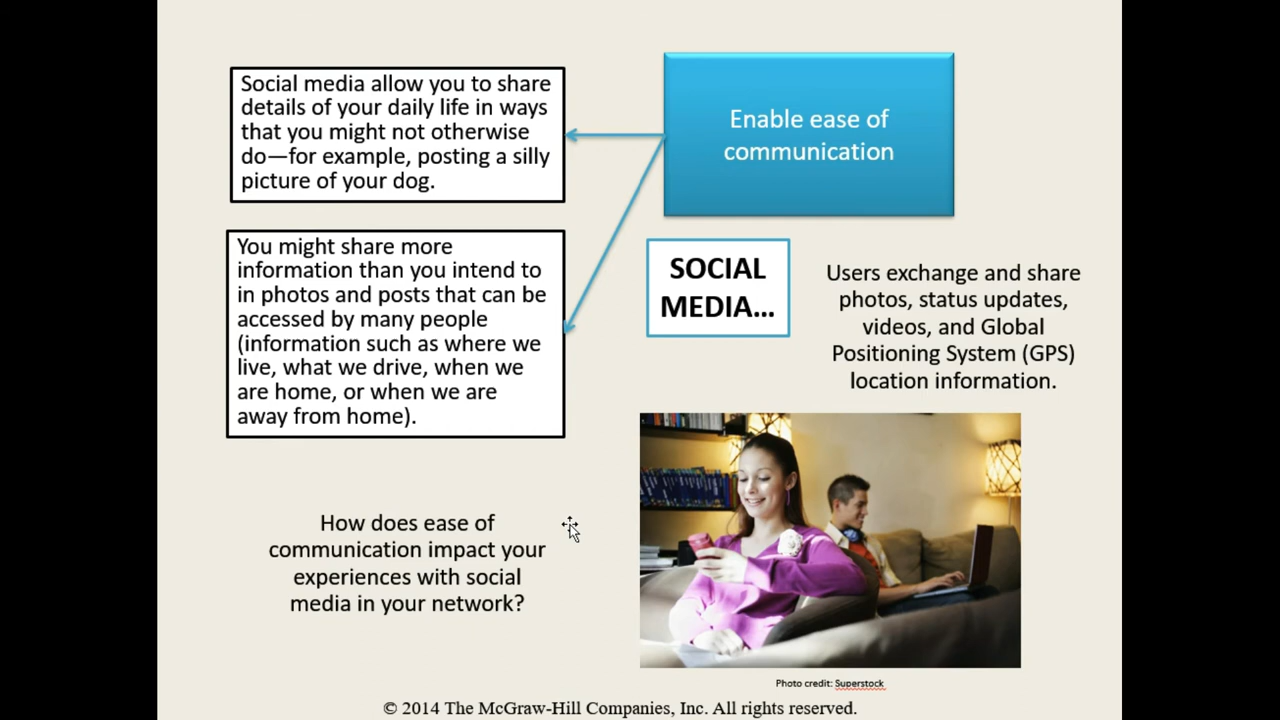 Social media allow you to share
details of your daily life in ways
that you might not otherwise
do—for example, posting a silly
picture of your dog.
Enable ease of
communication
You might share more
information than you intend to
in photos and posts that can be
accessed by many people
(information such as where we
live, what we drive, when we
are home, or when we are
away from home).
SOCIAL
MEDIA...
Users exchange and share
photos, status updates,
videos, and Global
Positioning System (GPS)
location information.
How does ease of
communication impact your
experiences with social
media in your network?
Photo credit: Superstock
© 2014 The McGraw-Hill Companies, Inc. All rights reserved.